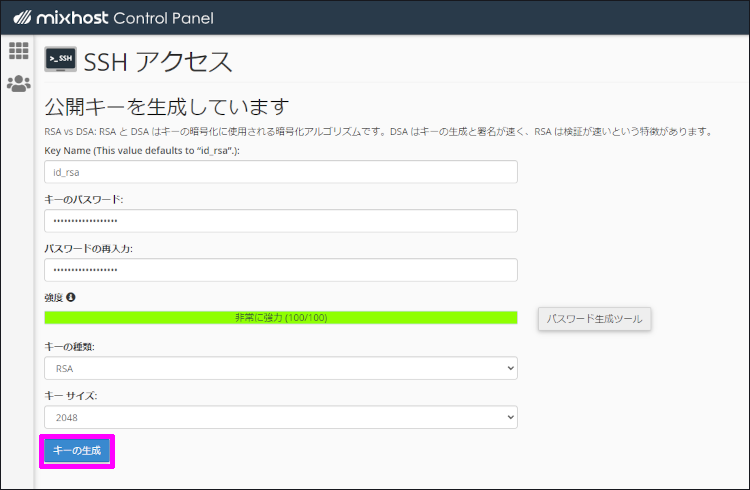 mixhost Control Panel
>_ SSH
SSH アクセス
公開キーを生成しています
RSA vs DSA: RSA と DSA はキーの暗号化に使用される暗号化アルゴリズムです。DSA はキーの生成と署名が速く、RSA は検証が速いという特徴があります。
Key Name (This value defaults to “id_rsa”.):
id_rsa
キーのパスワード:
•••••••••••••••••
パスワードの再入力:
•••••••••••••••••
強度
非常に強力 (100/100)
パスワード生成ツール
キーの種類:
RSA
キー サイズ:
2048
キーの生成